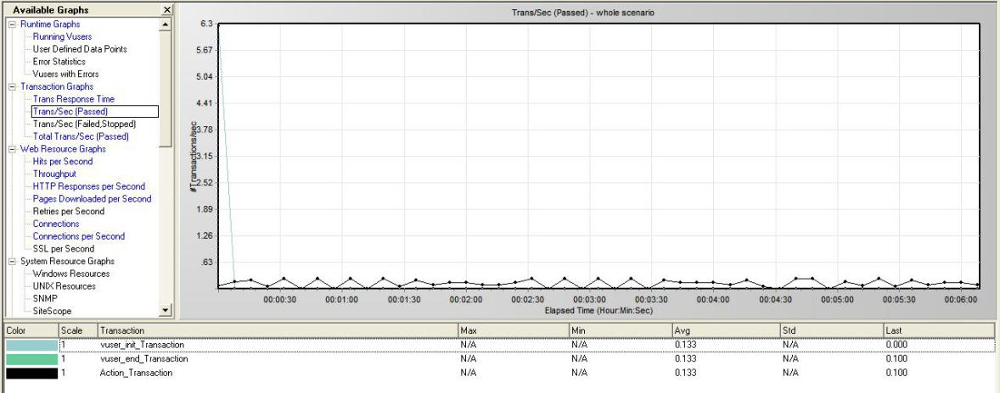 Available Graphs
Runtime Graphs
Running Vusers
User Defined Data Points
Error Statistics
Vusers with Errors
Transaction Graphs
Trans Response Time
Trans/Sec (Passed)
Trans/Sec (Failed,Stopped)
Total Trans/Sec (Passed)
Web Resource Graphs
Hits per Second
Throughput
HTTP Responses per Second
Pages Downloaded per Second
Retries per Second
Connections
Connections per Second
SSL per Second
System Resource Graphs
Windows Resources
UNIX Resources
SNMP
SiteScope
Trans/Sec (Passed) - whole scenario
#Transactions/sec
6.3
5.67
5.04
4.41
3.78
3.15
2.52
1.89
1.26
.63
00:00:30 00:01:00 00:01:30 00:02:00 00:02:30 00:03:00 00:03:30 00:04:00 00:04:30 00:05:00 00:05:30 00:06:00
Elapsed Time (Hour:Min:Sec)
Color Scale Transaction Max Min Avg Std Last
1 vuser_init_Transaction N/A N/A 0.133 N/A 0.000
1 vuser_end_Transaction N/A N/A 0.133 N/A 0.100
1 Action_Transaction N/A N/A 0.133 N/A 0.100